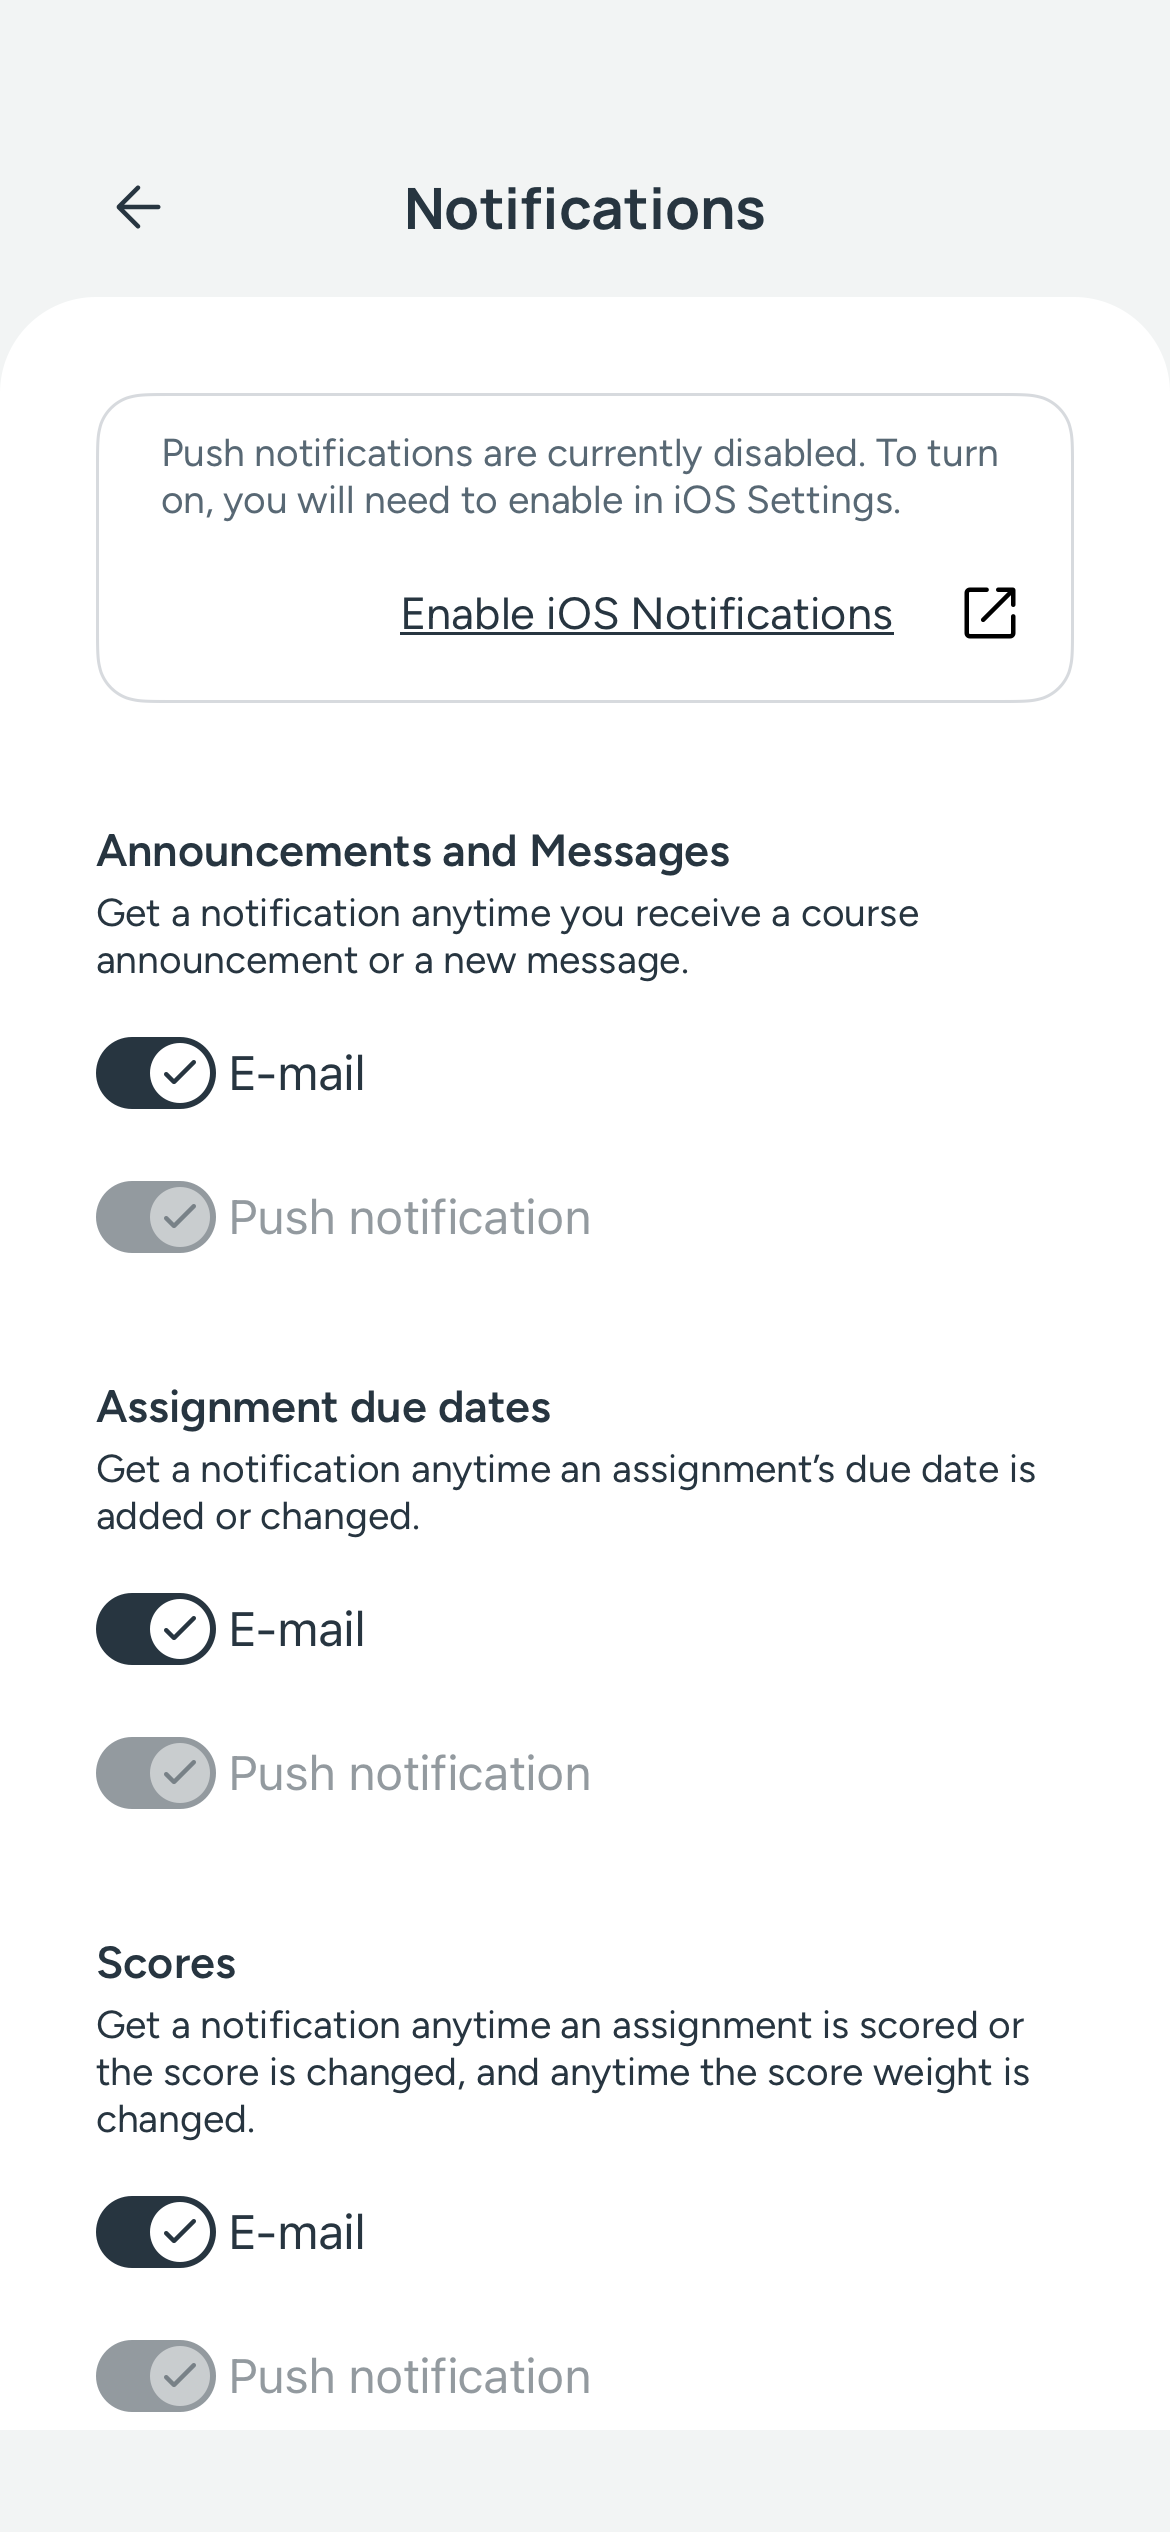 Notifications
Push notifications are currently disabled. To turn
on, you will need to enable in iOS Settings.
Enable iOS Notifications
Announcements and Messages
Get a notification anytime you receive a course
announcement or a new message.
E-mail
Push notification
Assignment due dates
Get a notification anytime an assignment’s due date is
added or changed.
E-mail
Push notification
Scores
Get a notification anytime an assignment is scored or
the score is changed, and anytime the score weight is
changed.
E-mail
Push notification